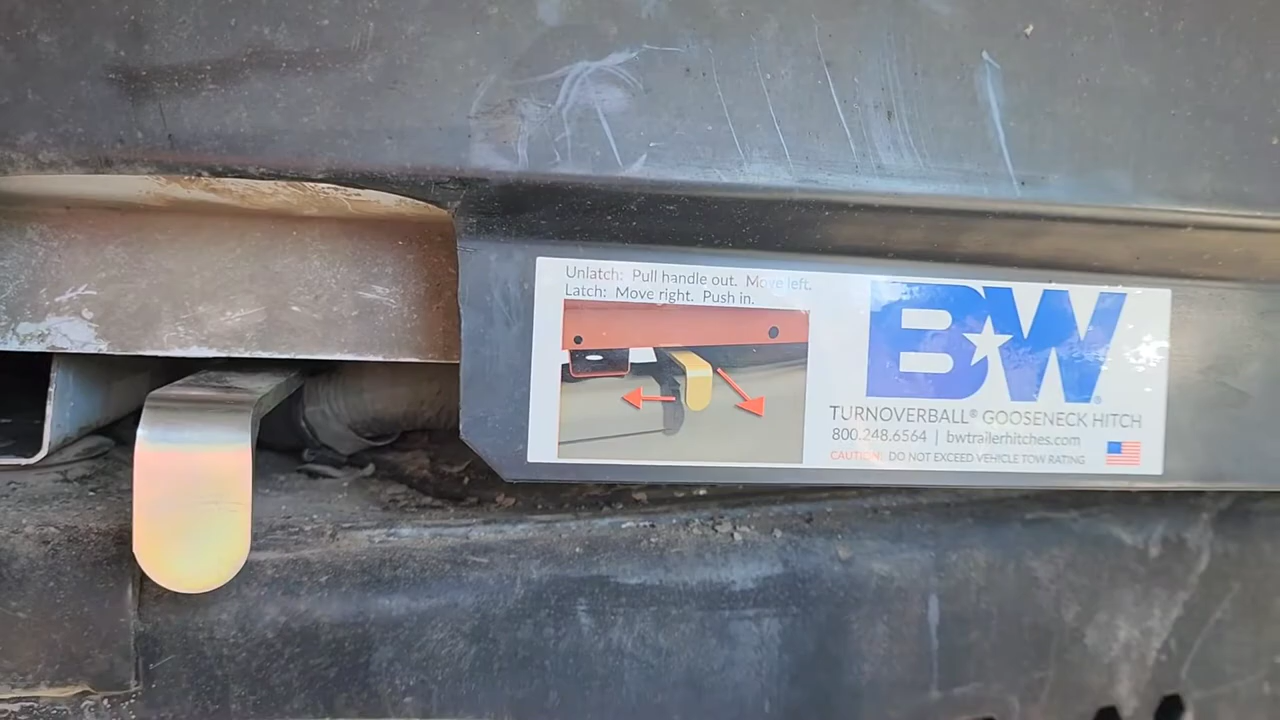 Unlatch: Pull handle out. Move left.
Latch: Move right. Push in.
BW
TURNOVERBALL® GOOSENECK HITCH
800.248.6564 | bwtrailerhitches.com
CAUTION: DO NOT EXCEED VEHICLE TOW RATING